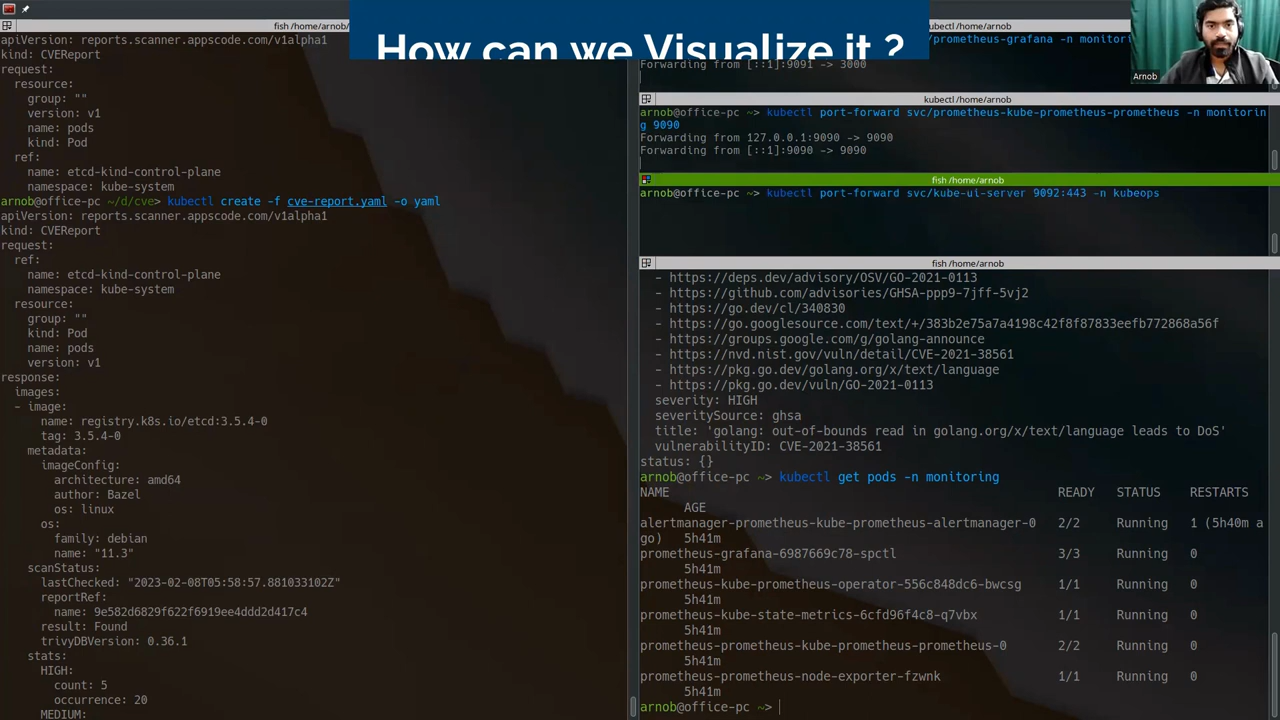 How can we Visualize it ?
fish /home/arnob/
apiVersion: reports.scanner.appscode.com/v1alpha1
kind: CVEReport
request:
resource:
group: ""
version: v1
name: pods
kind: Pod
ref:
name: etcd-kind-control-plane
namespace: kube-system
arnob@office-pc ~/d/cve> kubectl create -f cve-report.yaml -o yaml
apiVersion: reports.scanner.appscode.com/v1alpha1
kind: CVEReport
request:
ref:
name: etcd-kind-control-plane
namespace: kube-system
resource:
group: ""
kind: Pod
name: pods
version: v1
response:
images:
- image:
name: registry.k8s.io/etcd:3.5.4-0
tag: 3.5.4-0
metadata:
imageConfig:
architecture: amd64
author: Bazel
os: linux
os:
family: debian
name: "11.3"
scanStatus:
lastChecked: "2023-02-08T05:58:57.881033102Z"
reportRef:
name: 9e582d6829f622f6919ee4ddd2d417c4
result: Found
trivyDBVersion: 0.36.1
stats:
HIGH:
count: 5
occurrence: 20
MEDIUM:
kubectl /home/arnob
/prometheus-grafana -n monitori
Forwarding from [::1]:9091 -> 3000
Arnob
kubectl /home/arnob
arnob@office-pc ~> kubectl port-forward svc/prometheus-kube-prometheus-prometheus -n monitorin
g 9090
Forwarding from 127.0.0.1:9090 -> 9090
Forwarding from [::1]:9090 -> 9090
fish /home/arnob
arnob@office-pc ~> kubectl port-forward svc/kube-ui-server 9092:443 -n kubeops
fish /home/arnob
- https://deps.dev/advisory/OSV/GO-2021-0113
- https://github.com/advisories/GHSA-ppp9-7jff-5vj2
- https://go.dev/cl/340830
- https://go.googlesource.com/text/+/383b2e75a7a4198c42f8f87833eefb772868a56f
- https://groups.google.com/g/golang-announce
- https://nvd.nist.gov/vuln/detail/CVE-2021-38561
- https://pkg.go.dev/golang.org/x/text/language
- https://pkg.go.dev/vuln/GO-2021-0113
severity: HIGH
severitySource: ghsa
title: 'golang: out-of-bounds read in golang.org/x/text/language leads to DoS'
vulnerabilityID: CVE-2021-38561
status: {}
arnob@office-pc ~> kubectl get pods -n monitoring
NAME READY STATUS RESTARTS
AGE
alertmanager-prometheus-kube-prometheus-alertmanager-0 2/2 Running 1 (5h40m a
go) 5h41m
prometheus-grafana-6987669c78-spctl 3/3 Running 0
5h41m
prometheus-kube-prometheus-operator-556c848dc6-bwcsg 1/1 Running 0
5h41m
prometheus-kube-state-metrics-6cfd96f4c8-q7vbx 1/1 Running 0
5h41m
prometheus-prometheus-kube-prometheus-prometheus-0 2/2 Running 0
5h41m
prometheus-prometheus-node-exporter-fzwnk 1/1 Running 0
5h41m
arnob@office-pc ~>